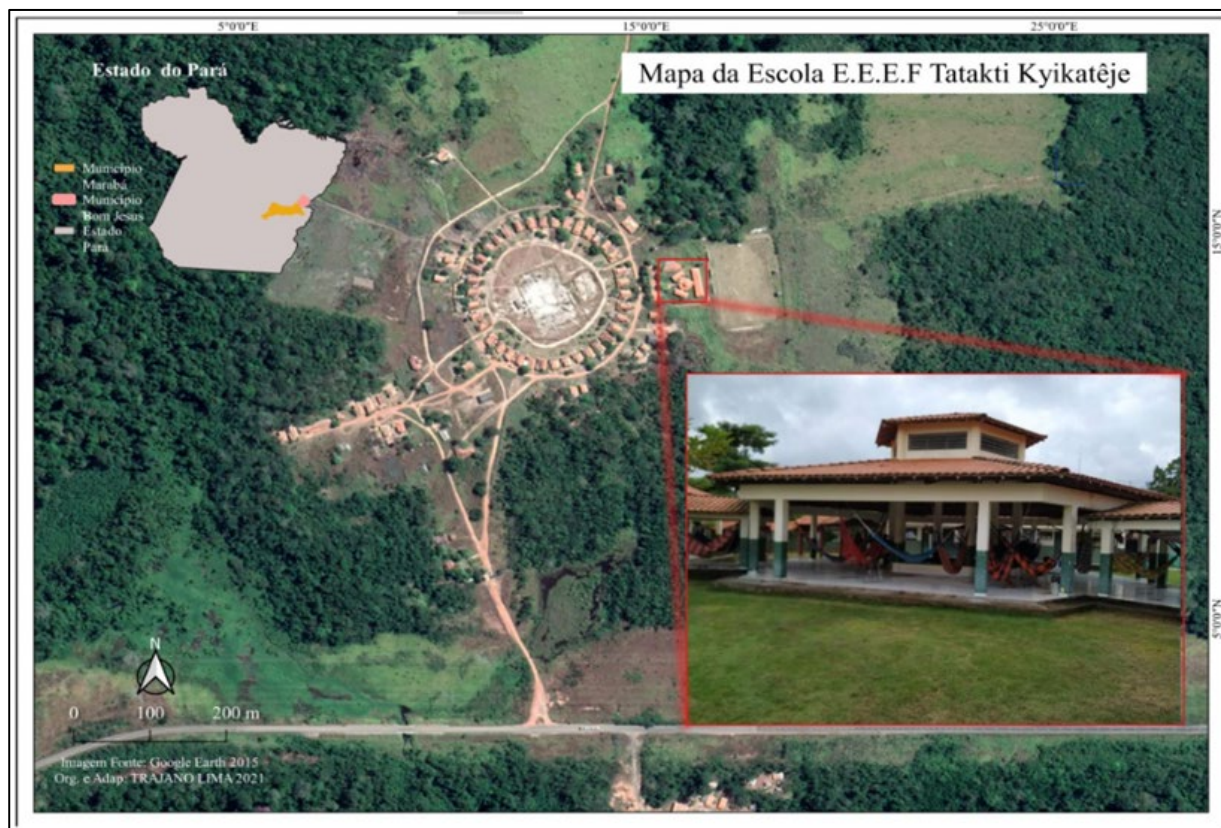 5°0'0"E
15°0'0"E
25°0'0"E
Mapa da Escola E.E.E.F Tatakti Kyikatêje
Estado do Pará
Município
Marabá
Município
Bom Jesus
Estado
Pará
15°0'0"N
5°0'0"N
N
0 100 200 m
Imagem Fonte: Google Earth 2015
Org. e Adap: TRAJANO LIMA 2021